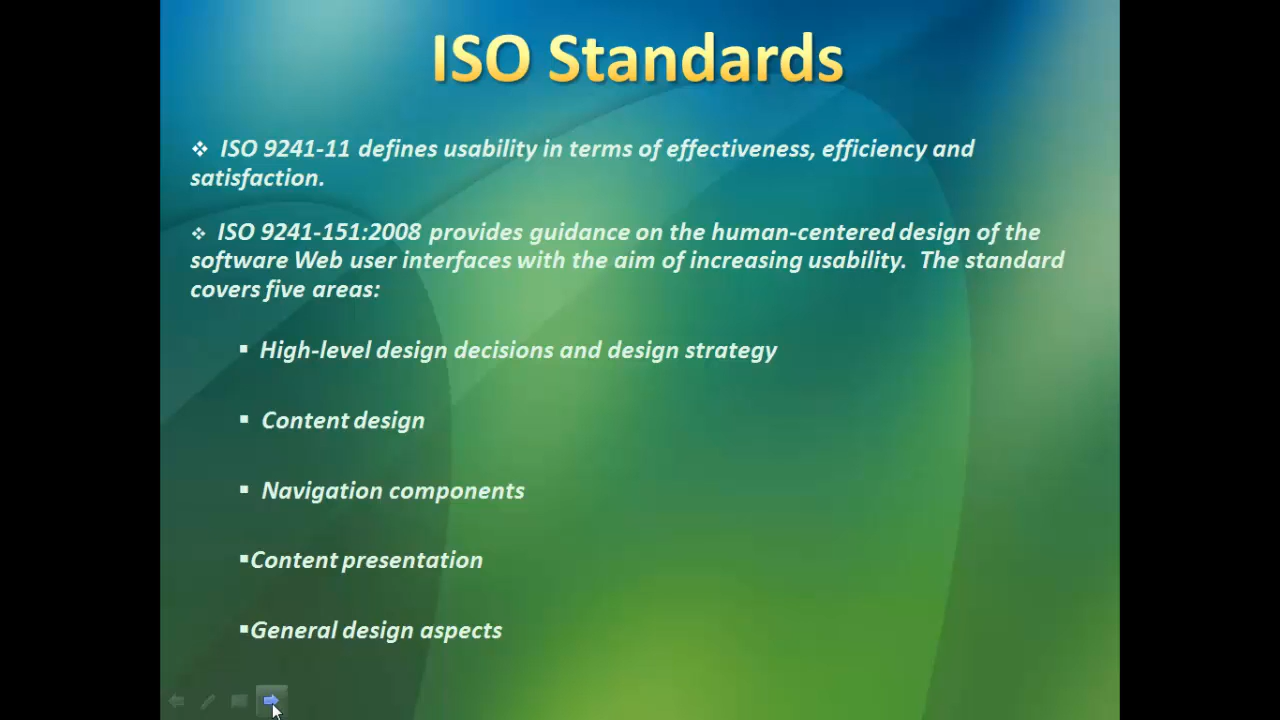 ISO Standards
❖ ISO 9241-11 defines usability in terms of effectiveness, efficiency and
satisfaction.
❖ ISO 9241-151:2008 provides guidance on the human-centered design of the
software Web user interfaces with the aim of increasing usability. The standard
covers five areas:
▪ High-level design decisions and design strategy
▪ Content design
▪ Navigation components
▪Content presentation
▪General design aspects